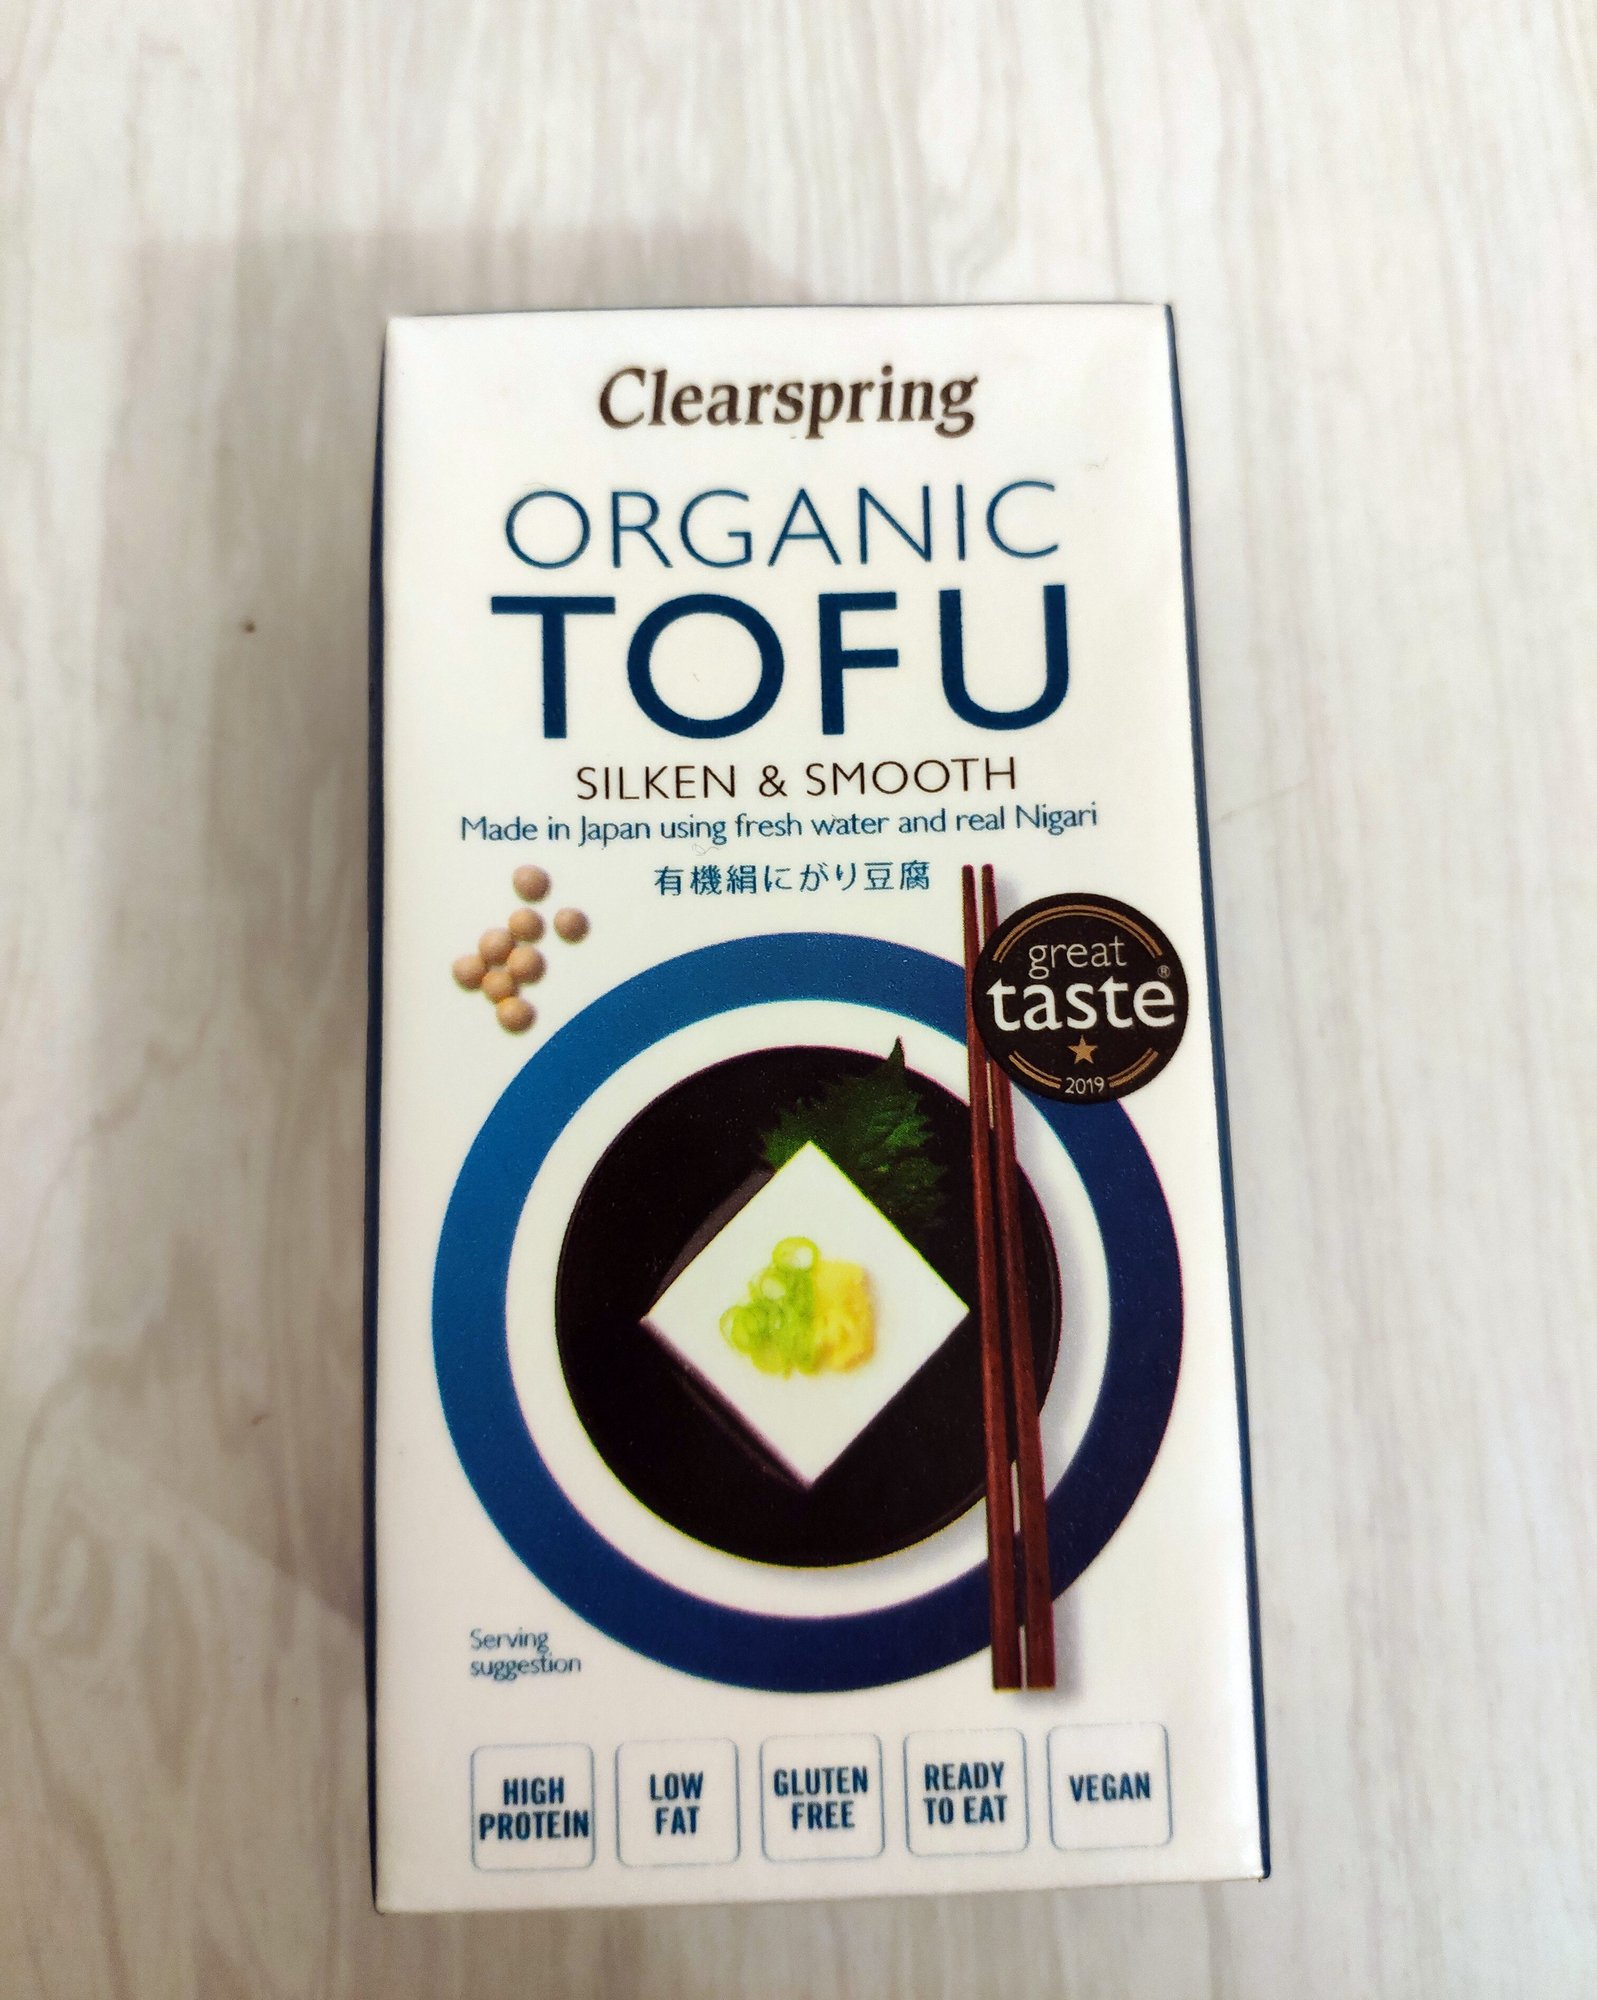 Clearspring
ORGANIC
TOFU
SILKEN & SMOOTH
Made in Japan using fresh water and real Nigari
有機絹にがり豆腐
great
taste®
2019
Serving
suggestion
HIGH
PROTEIN
LOW
FAT
GLUTEN
FREE
READY
TO EAT
VEGAN